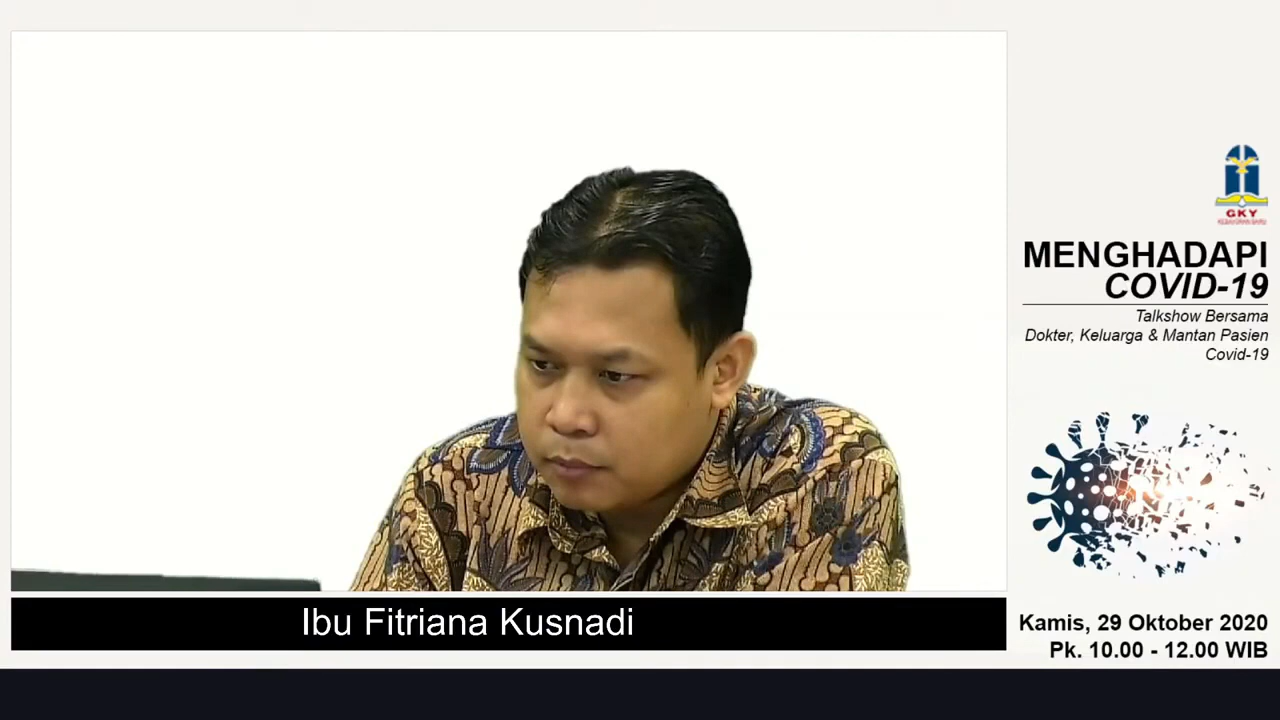 GKY
MENGHADAPI
COVID-19
Talkshow Bersama
Dokter, Keluarga & Mantan Pasien
Covid-19
Ibu Fitriana Kusnadi
Kamis, 29 Oktober 2020
Pk. 10.00 - 12.00 WIB